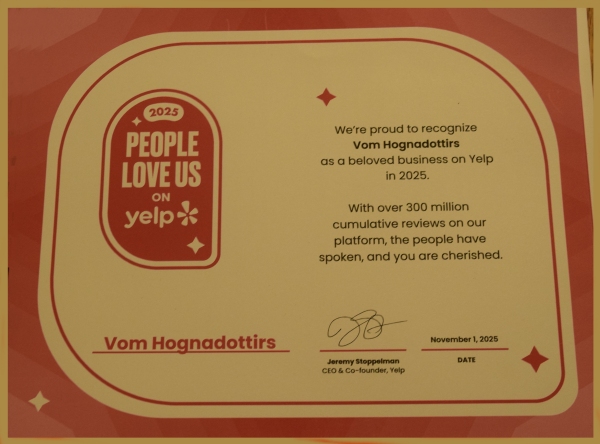 2025
PEOPLE
LOVE US
ON
yelp
We're proud to recognize
Vom Hognadottirs
as a beloved business on Yelp
in 2025.
With over 300 million
cumulative reviews on our
platform, the people have
spoken, and you are cherished.
Vom Hognadottirs
Jeremy Stoppelman
CEO & Co-founder, Yelp
November 1, 2025
DATE